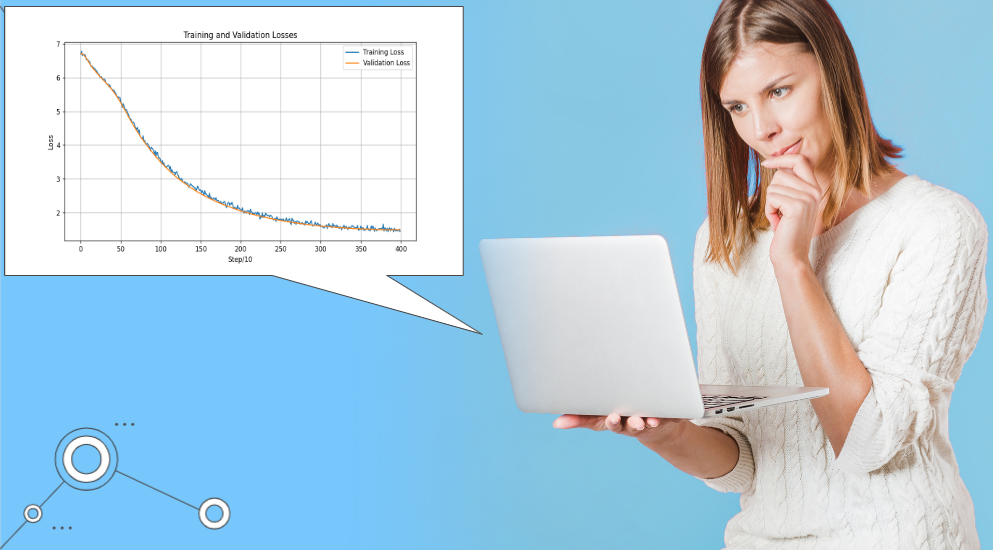 Training and Validation Losses
Training Loss
Validation Loss
7
6
5
4
3
2
Loss
0 50 100 150 200 250 300 350 400
Step/10